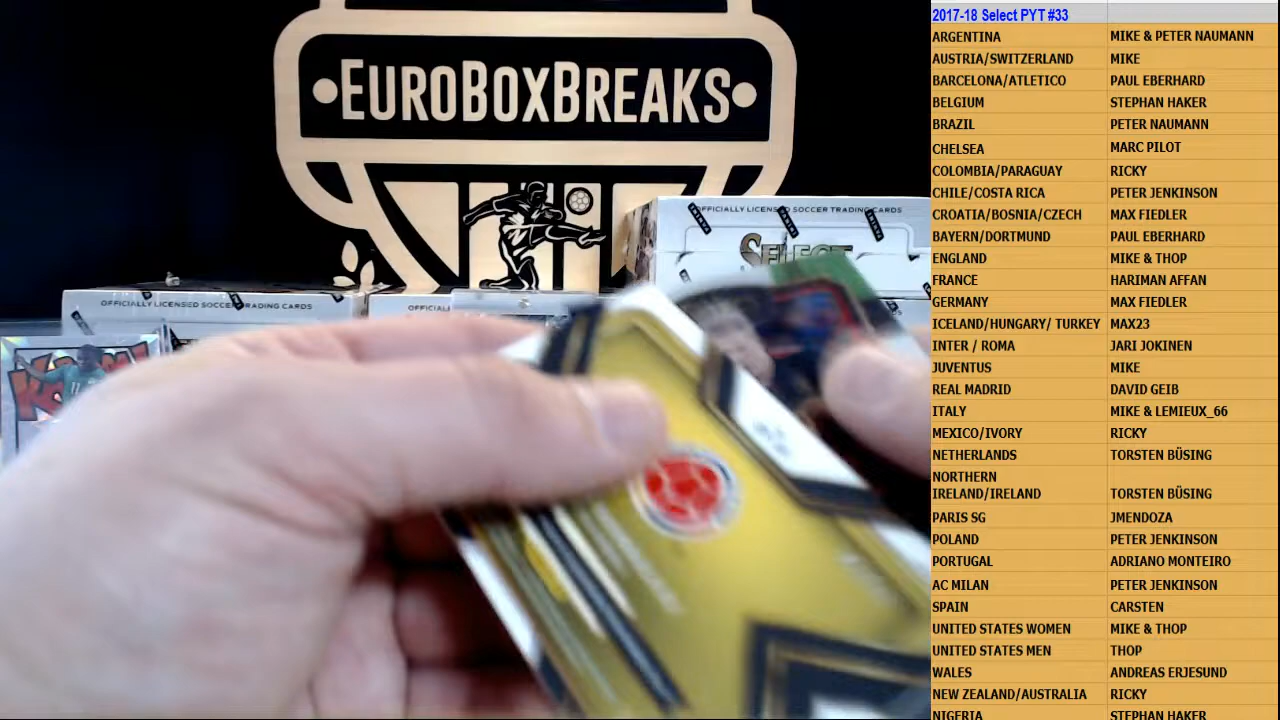 EUROBOXBREAKS
OFFICIALLY LICENSED SOCCER TRADING CARDS
SELECT
OFFICIALLY LICENSED SOCCER TRADING CARDS
OFFICIALLY
2017-18 Select PYT #33
ARGENTINA MIKE & PETER NAUMANN
AUSTRIA/SWITZERLAND MIKE
BARCELONA/ATLETICO PAUL EBERHARD
BELGIUM STEPHAN HAKER
BRAZIL PETER NAUMANN
CHELSEA MARC PILOT
COLOMBIA/PARAGUAY RICKY
CHILE/COSTA RICA PETER JENKINSON
CROATIA/BOSNIA/CZECH MAX FIEDLER
BAYERN/DORTMUND PAUL EBERHARD
ENGLAND MIKE & THOP
FRANCE HARIMAN AFFAN
GERMANY MAX FIEDLER
ICELAND/HUNGARY/ TURKEY MAX23
INTER / ROMA JARI JOKINEN
JUVENTUS MIKE
REAL MADRID DAVID GEIB
ITALY MIKE & LEMIEUX_66
MEXICO/IVORY RICKY
NETHERLANDS TORSTEN BÜSING
NORTHERN
IRELAND/IRELAND TORSTEN BÜSING
PARIS SG JMENDOZA
POLAND PETER JENKINSON
PORTUGAL ADRIANO MONTEIRO
AC MILAN PETER JENKINSON
SPAIN CARSTEN
UNITED STATES WOMEN MIKE & THOP
UNITED STATES MEN THOP
WALES ANDREAS ERJESUND
NEW ZEALAND/AUSTRALIA RICKY
NIGERIA STEPHAN HAKER